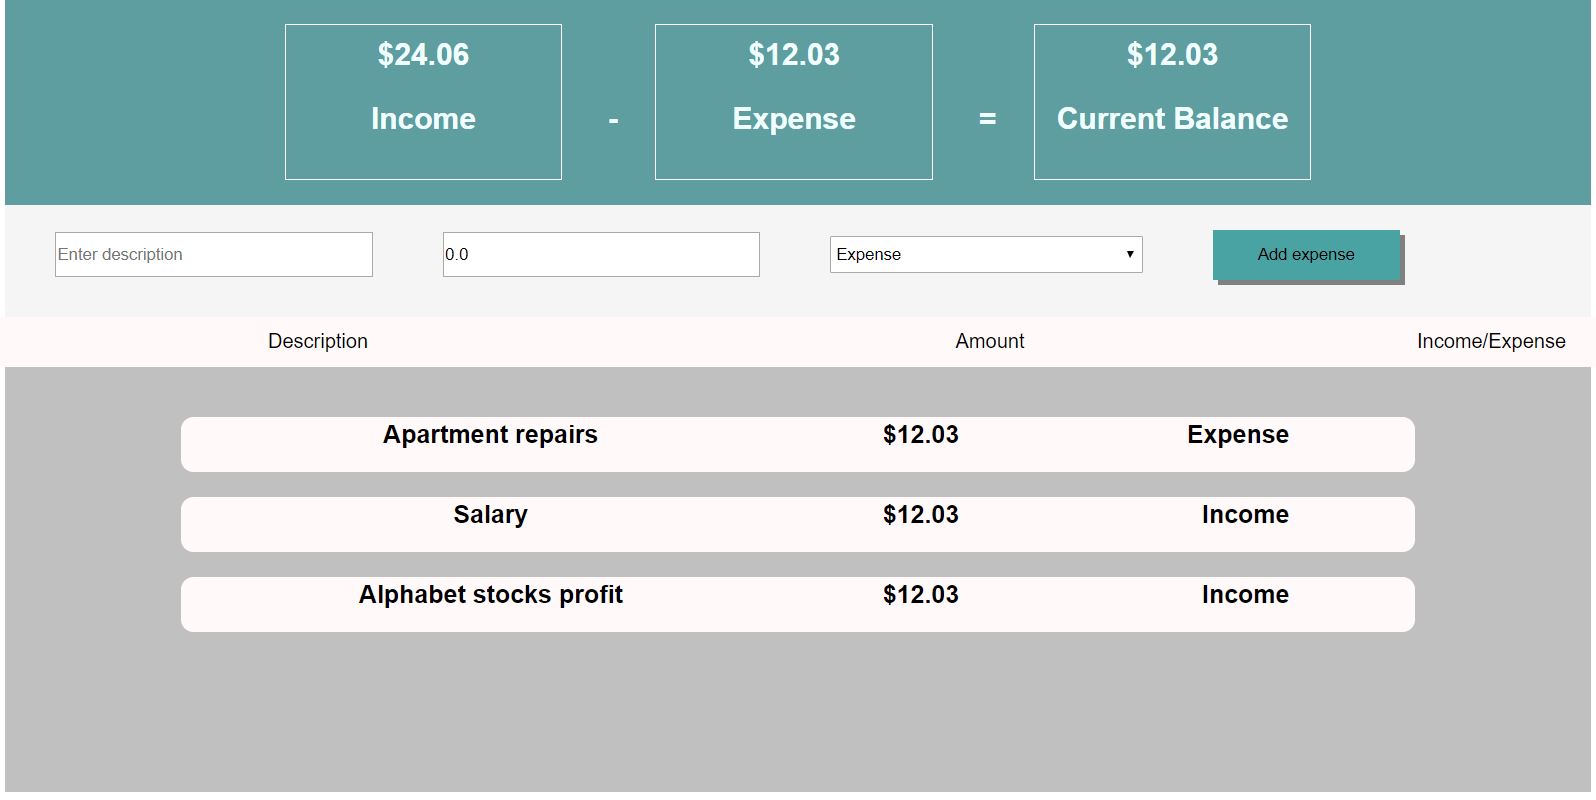 $24.06 $12.03 $12.03
Income - Expense = Current Balance
Enter description 0.0 Expense Add expense
Description Amount Income/Expense
Apartment repairs $12.03 Expense
Salary $12.03 Income
Alphabet stocks profit $12.03 Income